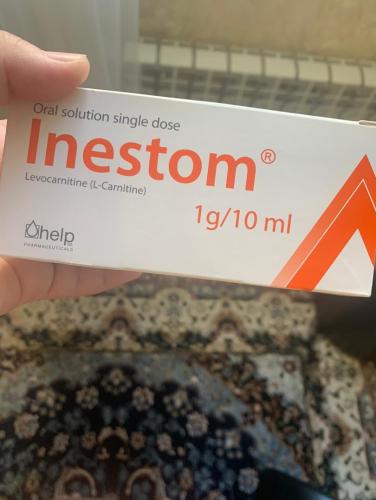 Oral solution single dose
Inestom®
Levocarnitine (L-Carnitine)
1g/10 ml
help
PHARMACEUTICALS